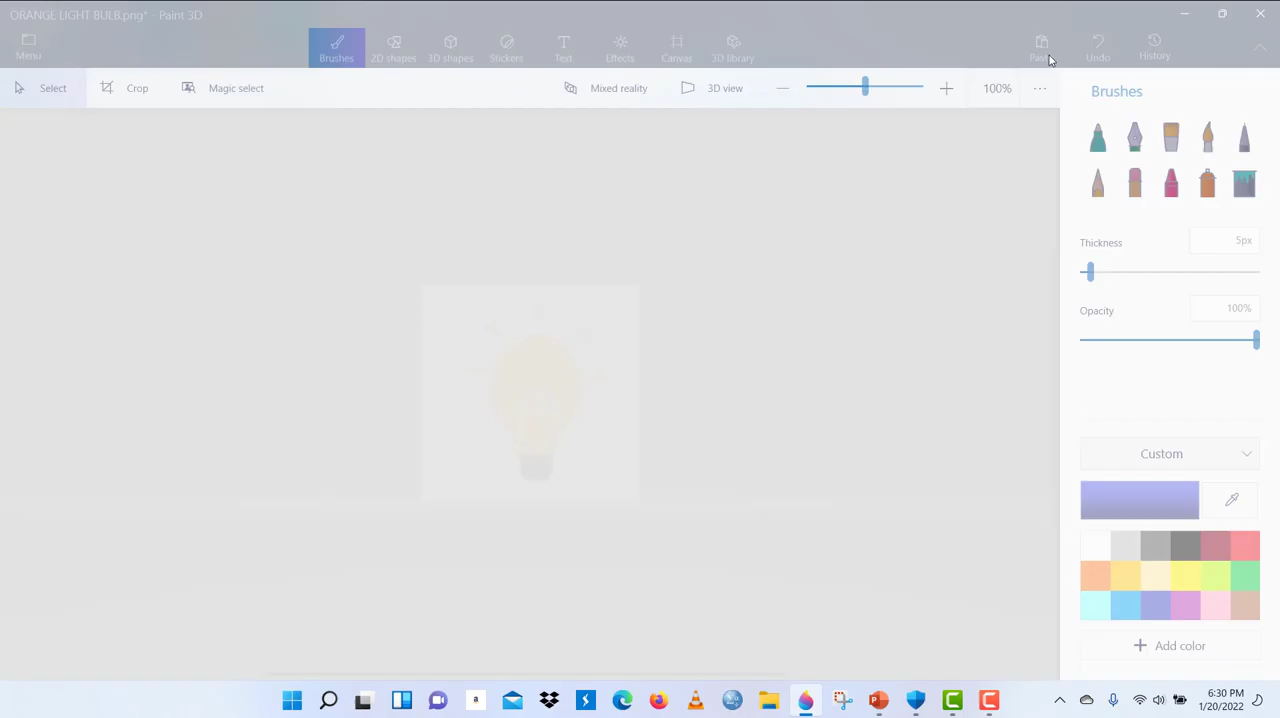 ORANGE LIGHT BULB.png* - Paint 3D
Menu
Brushes
2D shapes
3D shapes
Stickers
Text
Effects
Canvas
3D library
Paste
Undo
History
Select
Crop
Magic select
Mixed reality
3D view
100%
Brushes
Thickness
5px
Opacity
100%
Custom
Add color
a
6:30 PM
1/20/2022